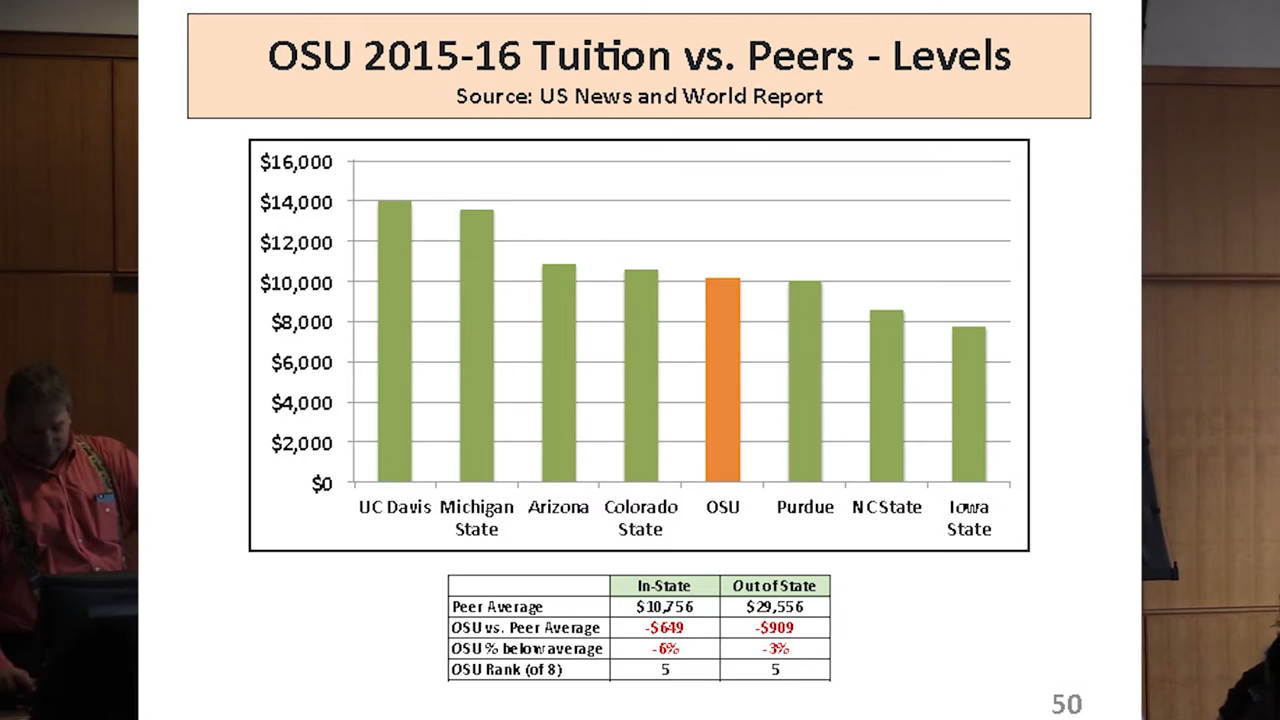 OSU 2015-16 Tuition vs. Peers - Levels
Source: US News and World Report
$16,000
$14,000
$12,000
$10,000
$8,000
$6,000
$4,000
$2,000
$0
UC Davis Michigan State Arizona Colorado State OSU Purdue NC State Iowa State
In-State Out of State
Peer Average $10,756 $29,556
OSU vs. Peer Average -$649 -$909
OSU % below average -6% -3%
OSU Rank (of 8) 5 5
50